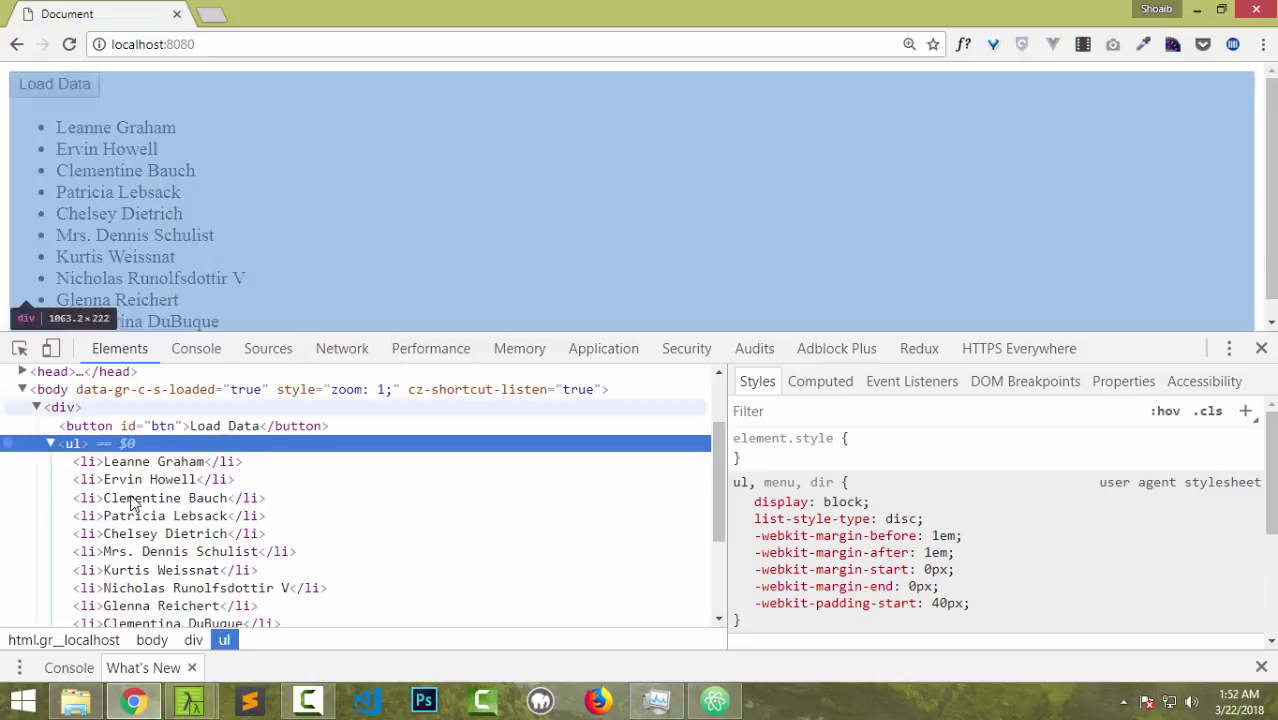 Document
Shoaib
localhost:8080
f?
Load Data
Leanne Graham
Ervin Howell
Clementine Bauch
Patricia Lebsack
Chelsey Dietrich
Mrs. Dennis Schulist
Kurtis Weissnat
Nicholas Runolfsdottir V
Glenna Reichert
ina DuBuque
div 1063.2×222
Elements Console Sources Network Performance Memory Application Security Audits Adblock Plus Redux HTTPS Everywhere
<head>…</head>
<body data-gr-c-s-loaded="true" style="zoom: 1;" cz-shortcut-listen="true">
<div>
<button id="btn">Load Data</button>
<ul> == $0
<li>Leanne Graham</li>
<li>Ervin Howell</li>
<li>Clementine Bauch</li>
<li>Patricia Lebsack</li>
<li>Chelsey Dietrich</li>
<li>Mrs. Dennis Schulist</li>
<li>Kurtis Weissnat</li>
<li>Nicholas Runolfsdottir V</li>
<li>Glenna Reichert</li>
<li>Clementina DuBuque</li>
html.gr__localhost body div ul
Styles Computed Event Listeners DOM Breakpoints Properties Accessibility
Filter :hov .cls +
element.style {
}
ul, menu, dir { user agent stylesheet
display: block;
list-style-type: disc;
-webkit-margin-before: 1em;
-webkit-margin-after: 1em;
-webkit-margin-start: 0px;
-webkit-margin-end: 0px;
-webkit-padding-start: 40px;
}
Console What's New
Ps
1:52 AM
3/22/2018